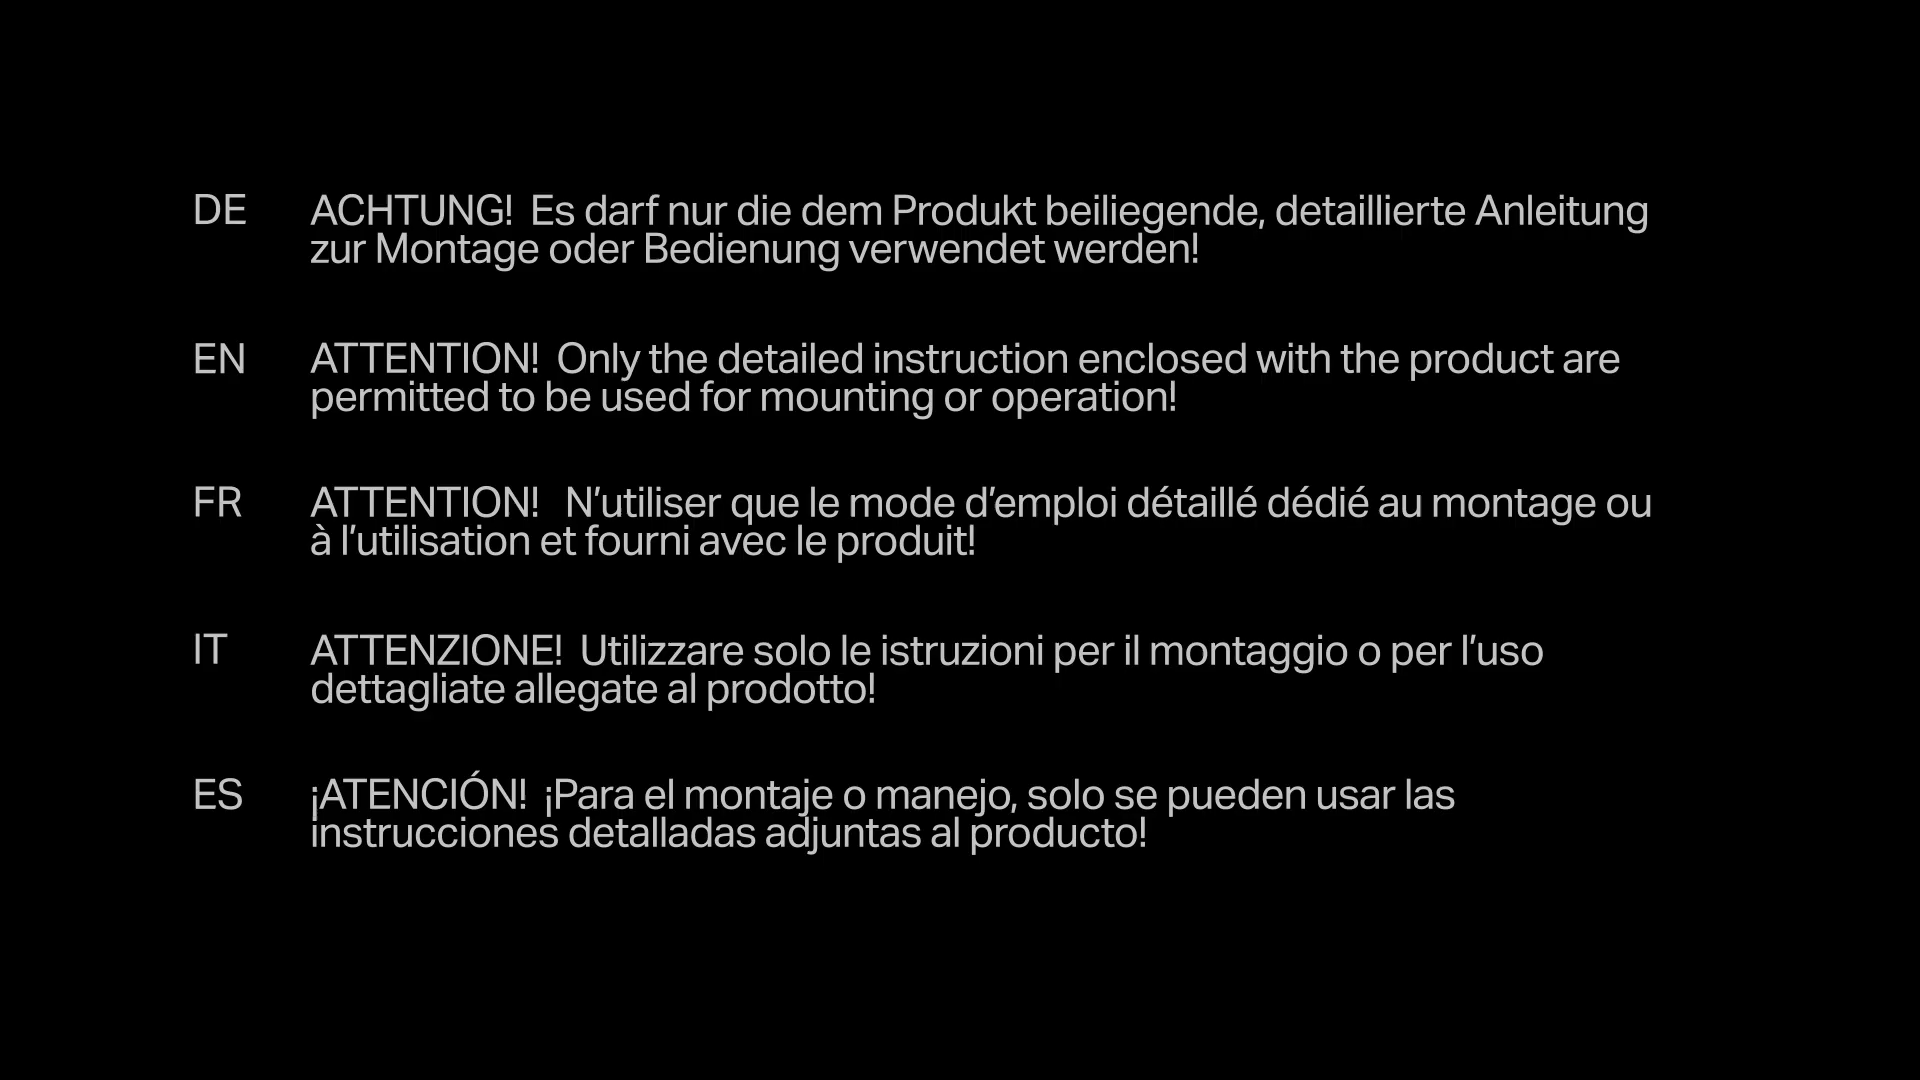 DE ACHTUNG! Es darf nur die dem Produkt beiliegende, detaillierte Anleitung
zur Montage oder Bedienung verwendet werden!
EN ATTENTION! Only the detailed instruction enclosed with the product are
permitted to be used for mounting or operation!
FR ATTENTION! N’utiliser que le mode d’emploi détaillé dédié au montage ou
à l’utilisation et fourni avec le produit!
IT ATTENZIONE! Utilizzare solo le istruzioni per il montaggio o per l’uso
dettagliate allegate al prodotto!
ES ¡ATENCIÓN! ¡Para el montaje o manejo, solo se pueden usar las
instrucciones detalladas adjuntas al producto!